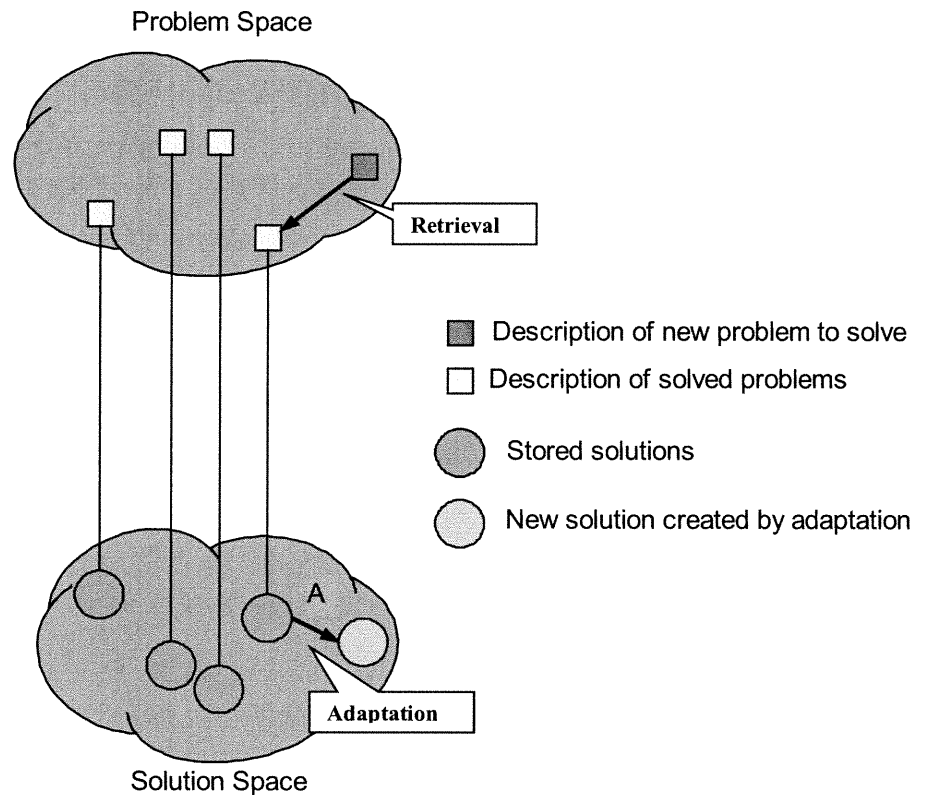 Problem Space
Retrieval
Description of new problem to solve
Description of solved problems
Stored solutions
New solution created by adaptation
A
Adaptation
Solution Space